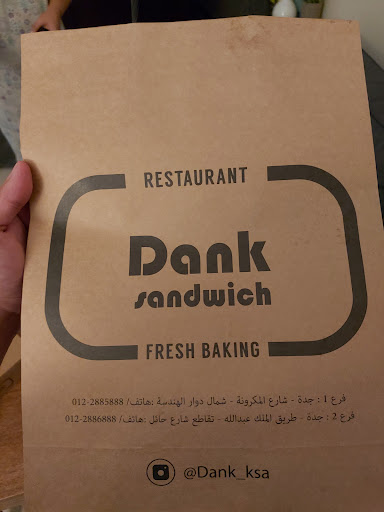 RESTAURANT
Dank
sandwich
FRESH BAKING
فرع 1 : جدة - شارع المكرونة - شمال دوار الهندسة :هاتف/ 2885888-012
فرع 2 : جدة - طريق الملك عبدالله - تقاطع شارع حائل: هاتف/ 2886888-012
@Dank_ksa